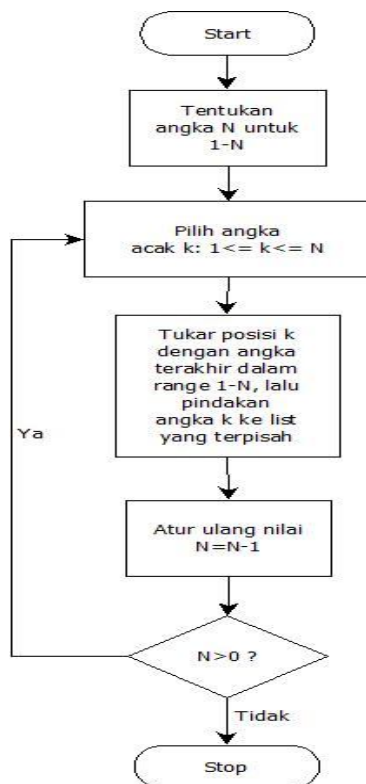 Start
Tentukan
angka N untuk
1-N
Pilih angka
acak k: 1<= k<= N
Tukar posisi k
dengan angka
terakhir dalam
range 1-N, lalu
pindakan
angka k ke list
yang terpisah
Ya
Atur ulang nilai
N=N-1
N>0 ?
Tidak
Stop